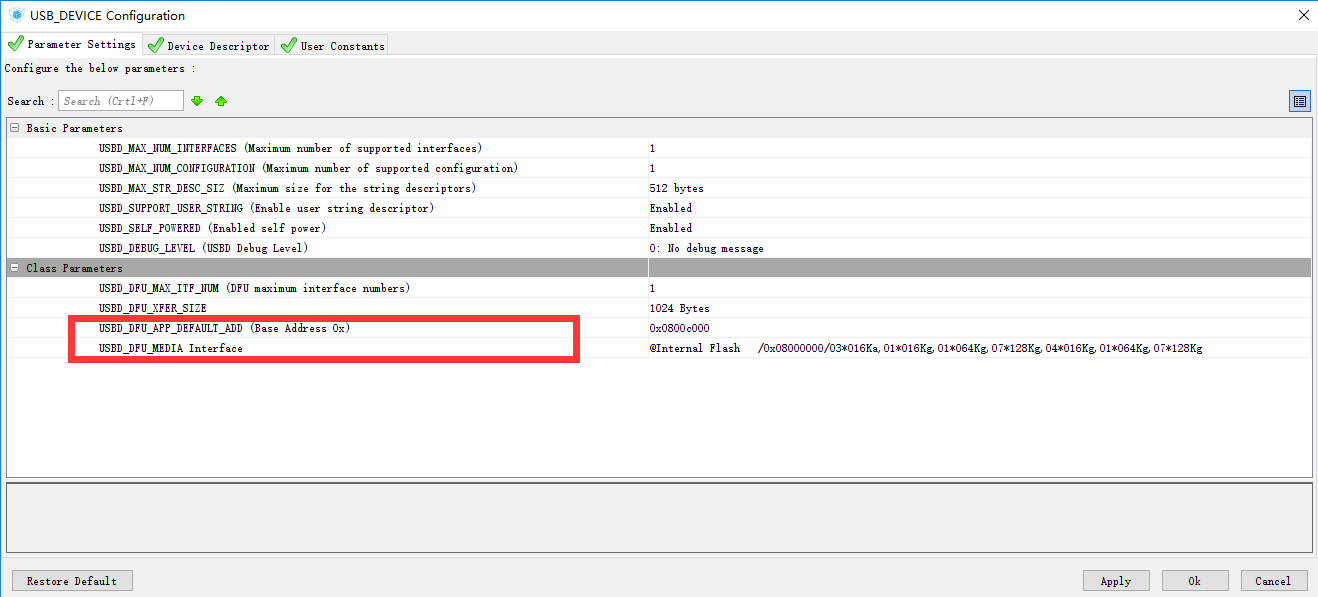 USB_DEVICE Configuration
Parameter Settings Device Descriptor User Constants
Configure the below parameters :
Search : Search (Crtl+F)
Basic Parameters
USBD_MAX_NUM_INTERFACES (Maximum number of supported interfaces) 1
USBD_MAX_NUM_CONFIGURATION (Maximum number of supported configuration) 1
USBD_MAX_STR_DESC_SIZ (Maximum size for the string descriptors) 512 bytes
USBD_SUPPORT_USER_STRING (Enable user string descriptor) Enabled
USBD_SELF_POWERED (Enabled self power) Enabled
USBD_DEBUG_LEVEL (USBD Debug Level) 0: No debug message
Class Parameters
USBD_DFU_MAX_ITF_NUM (DFU maximum interface numbers) 1
USBD_DFU_XFER_SIZE 1024 Bytes
USBD_DFU_APP_DEFAULT_ADD (Base Address 0x) 0x0800c000
USBD_DFU_MEDIA Interface @Internal Flash /0x08000000/03*016Ka,01*016Kg,01*064Kg,07*128Kg,04*016Kg,01*064Kg,07*128Kg
Restore Default Apply Ok Cancel